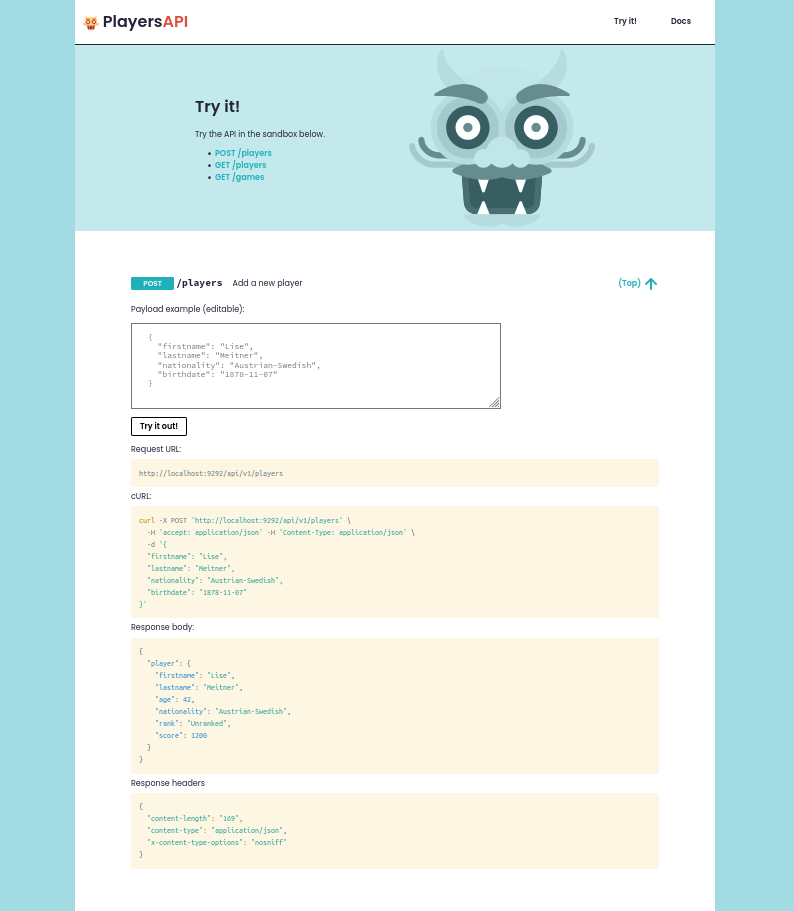 PlayersAPI
Try it!
Docs
Try it!
Try the API in the sandbox below.
• POST /players
• GET /players
• GET /games
POST /players Add a new player
(Top)
Payload example (editable):
{
"firstname": "Lise",
"lastname": "Meitner",
"nationality": "Austrian-Swedish",
"birthdate": "1878-11-07"
}
Try it out!
Request URL:
http://localhost:9292/api/v1/players
cURL:
curl -X POST 'http://localhost:9292/api/v1/players' \
-H 'accept: application/json' -H 'Content-Type: application/json' \
-d '{
"firstname": "Lise",
"lastname": "Meitner",
"nationality": "Austrian-Swedish",
"birthdate": "1878-11-07"
}'
Response body:
{
"player": {
"firstname": "Lise",
"lastname": "Meitner",
"age": 42,
"nationality": "Austrian-Swedish",
"rank": "Unranked",
"score": 1200
}
}
Response headers
{
"content-length": "169",
"content-type": "application/json",
"x-content-type-options": "nosniff"
}